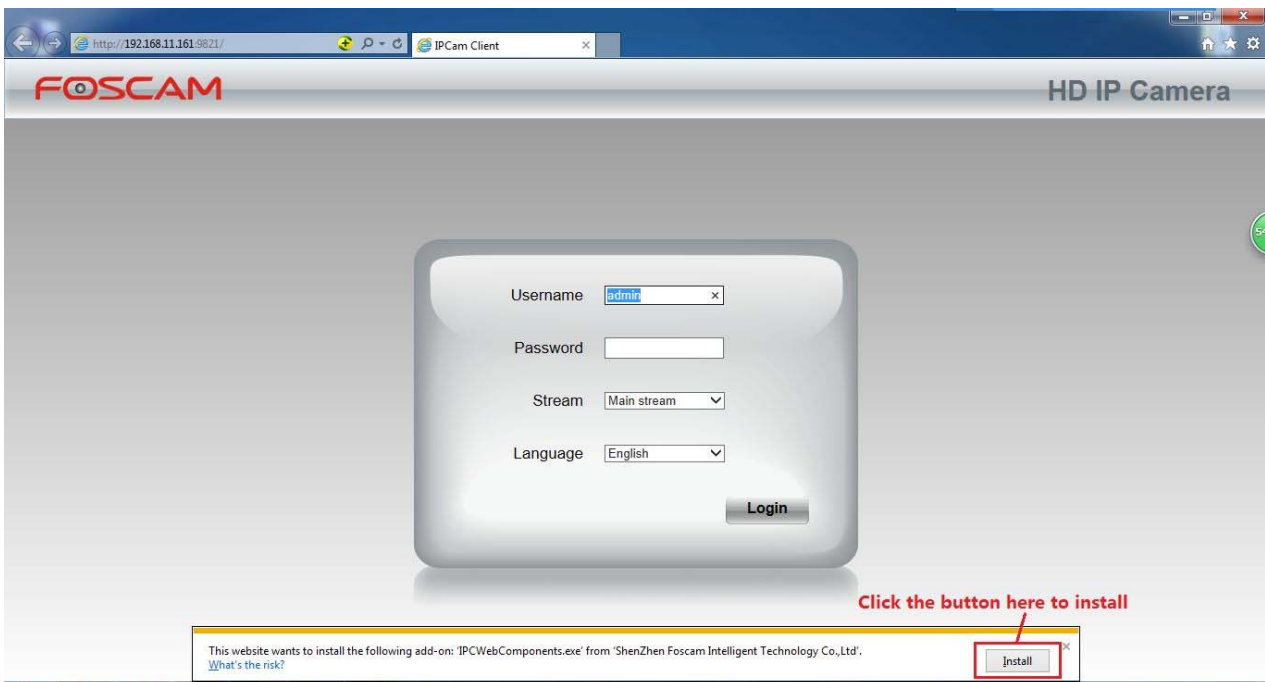 http://192.168.11.161:9821/
IPCam Client
FOSCAM
HD IP Camera
Username admin
Password
Stream Main stream
Language English
Login
Click the button here to install
This website wants to install the following add-on: 'IPCWebComponents.exe' from 'ShenZhen Foscam Intelligent Technology Co.,Ltd'.
What's the risk?
Install